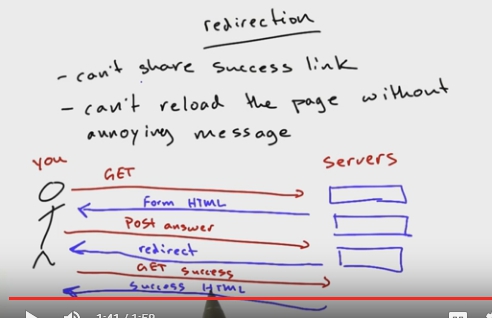 redirection
- can't share success link
- can't reload the page without
annoying message
you
servers
GET
Form HTML
Post answer
redirect
GET success
success HTML
1:41 / 1:58
CC